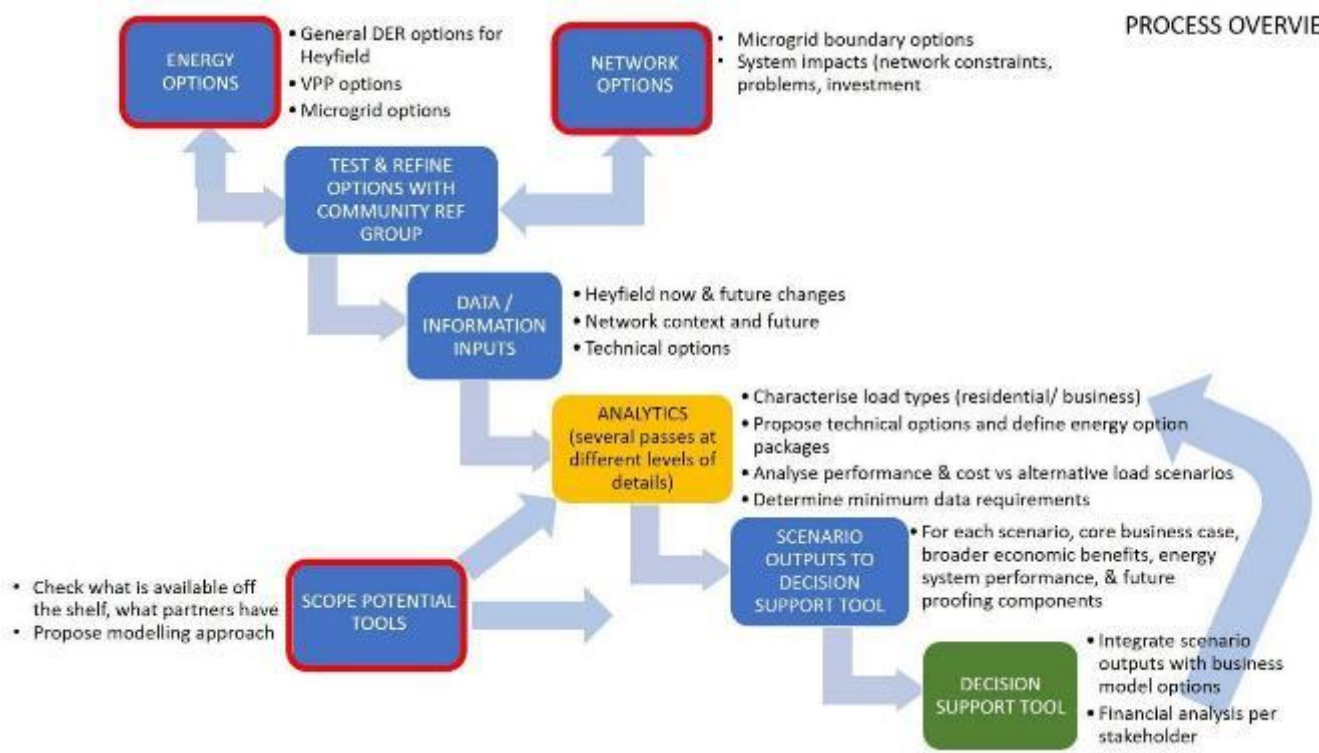 PROCESS OVERVIE
ENERGY
OPTIONS
• General DER options for
Heyfield
• VPP options
• Microgrid options
NETWORK
OPTIONS
• Microgrid boundary options
• System impacts (network constraints,
problems, investment
TEST & REFINE
OPTIONS WITH
COMMUNITY REF
GROUP
DATA /
INFORMATION
INPUTS
• Heyfield now & future changes
• Network context and future
• Technical options
ANALYTICS
(several passes at
different levels of
details)
• Characterise load types (residential/ business)
• Propose technical options and define energy option
packages
• Analyse performance & cost vs alternative load scenarios
• Determine minimum data requirements
• Check what is available off
the shelf, what partners have
• Propose modelling approach
SCOPE POTENTIAL
TOOLS
SCENARIO
OUTPUTS TO
DECISION
SUPPORT TOOL
• For each scenario, core business case,
broader economic benefits, energy
system performance, & future
proofing components
DECISION
SUPPORT TOOL
• Integrate scenario
outputs with business
model options
• Financial analysis per
stakeholder